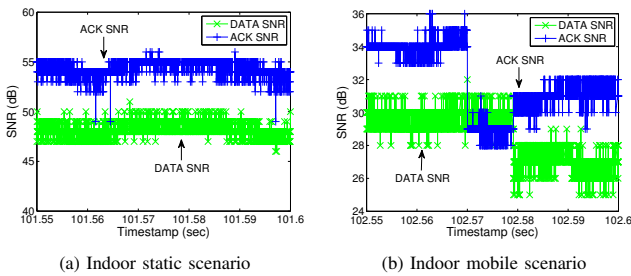 60
55
50
45
40
SNR (dB)
101.55 101.56 101.57 101.58 101.59 101.6
Timestamp (sec)
DATA SNR
ACK SNR
ACK SNR
DATA SNR
(a) Indoor static scenario
36
34
32
30
28
26
24
SNR (dB)
102.55 102.56 102.57 102.58 102.59 102.6
Timestamp (sec)
DATA SNR
ACK SNR
ACK SNR
DATA SNR
(b) Indoor mobile scenario